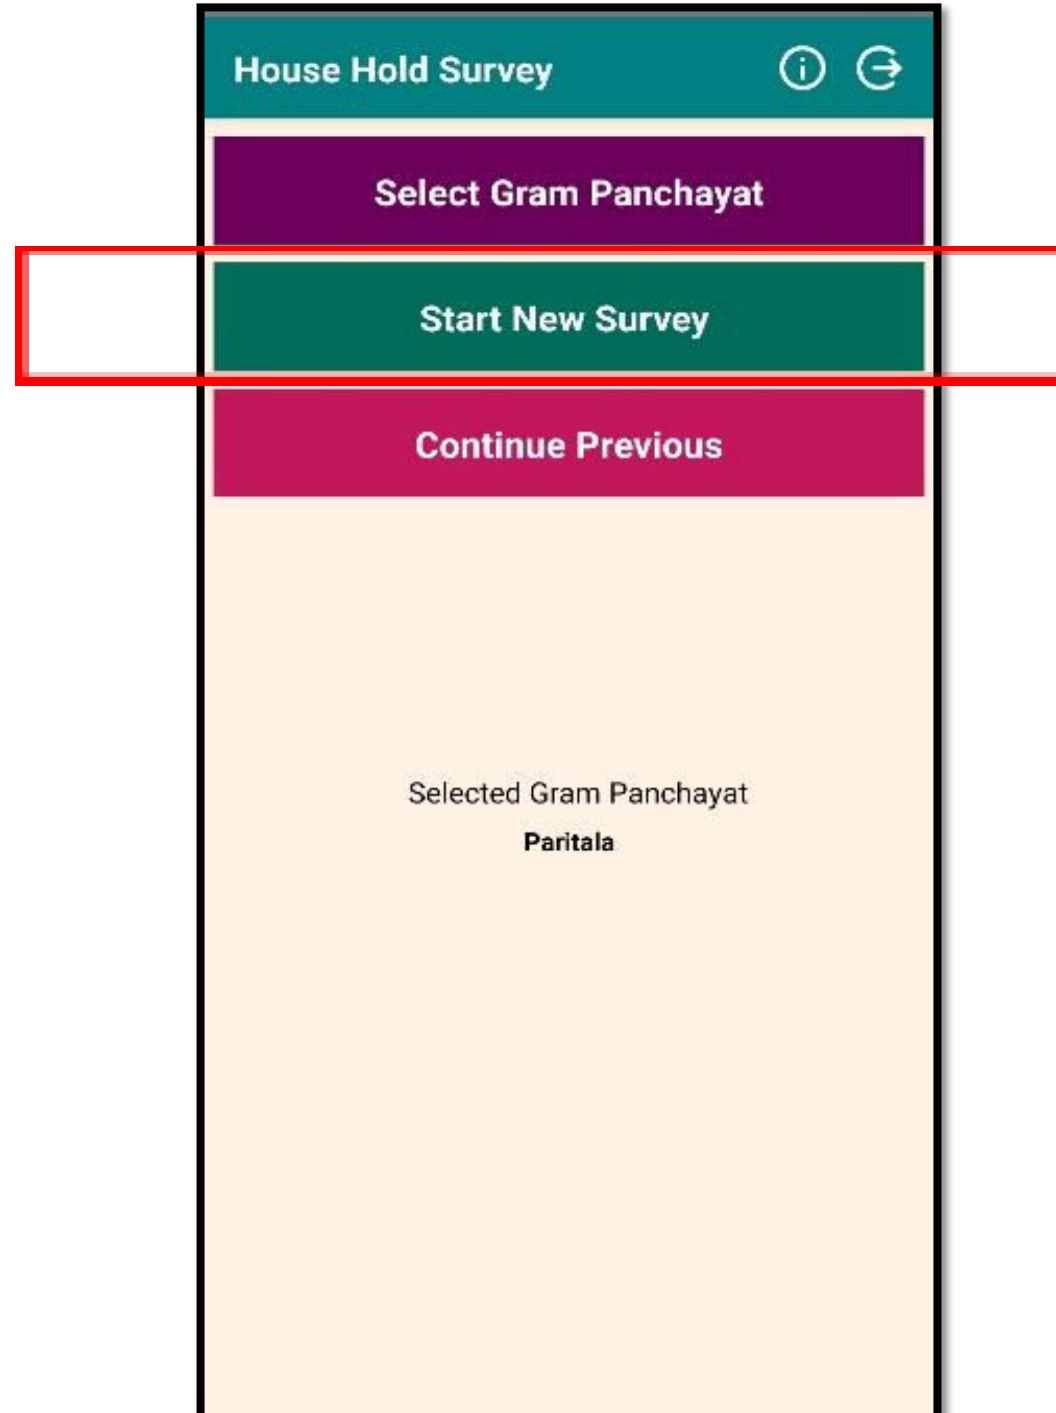 House Hold Survey
Select Gram Panchayat
Start New Survey
Continue Previous
Selected Gram Panchayat
Paritala